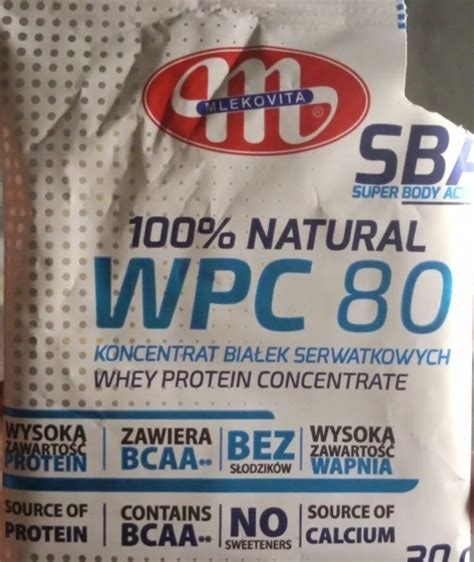 MLEKOVITA
®
SBA
SUPER BODY ACT
100% NATURAL
WPC 80
KONCENTRAT BIAŁEK SERWATKOWYCH
WHEY PROTEIN CONCENTRATE
WYSOKA
ZAWARTOŚĆ
PROTEIN
ZAWIERA
BCAA**
BEZ
SŁODZIKÓW
WYSOKA
ZAWARTOŚĆ
WAPNIA
SOURCE OF
PROTEIN
CONTAINS
BCAA**
NO
SWEETENERS
SOURCE OF
CALCIUM